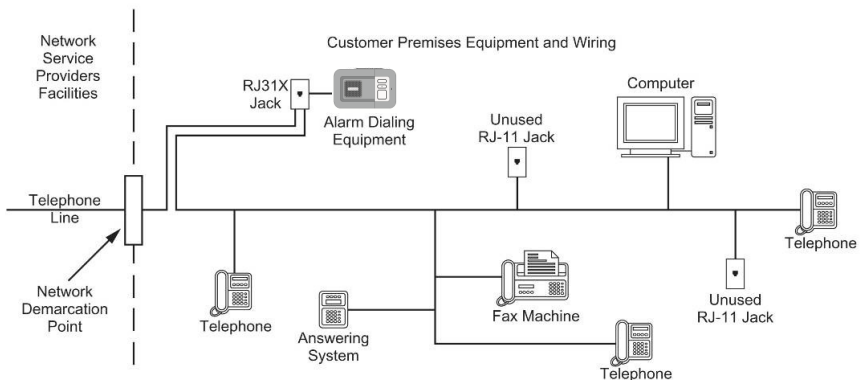 Network
Service
Providers
Facilities
Customer Premises Equipment and Wiring
RJ31X
Jack
Alarm Dialing
Equipment
Unused
RJ-11 Jack
Computer
Telephone
Line
Network
Demarcation
Point
Telephone
Answering
System
Fax Machine
Telephone
Unused
RJ-11 Jack
Telephone